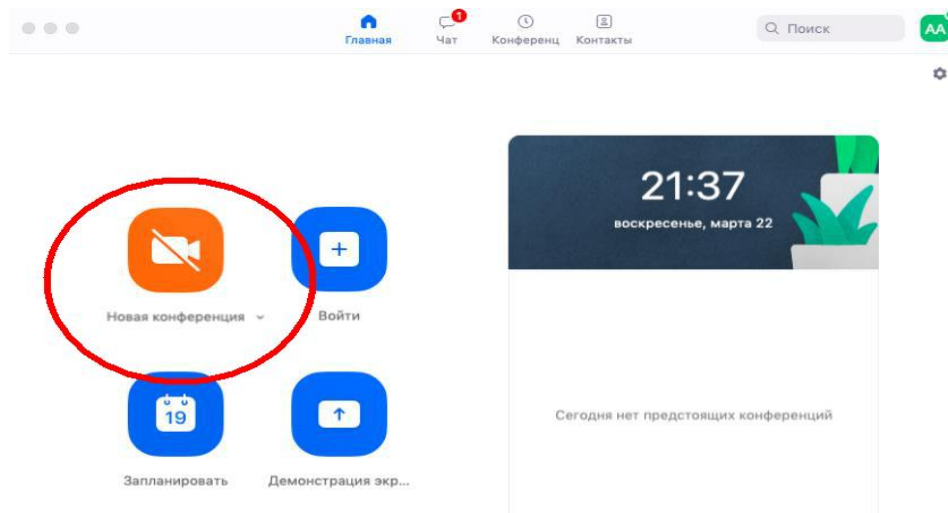 1
Главная
Чат
Конференц
Контакты
Поиск
AA
21:37
воскресенье, марта 22
Новая конференция
Войти
19
Запланировать
Демонстрация экр...
Сегодня нет предстоящих конференций